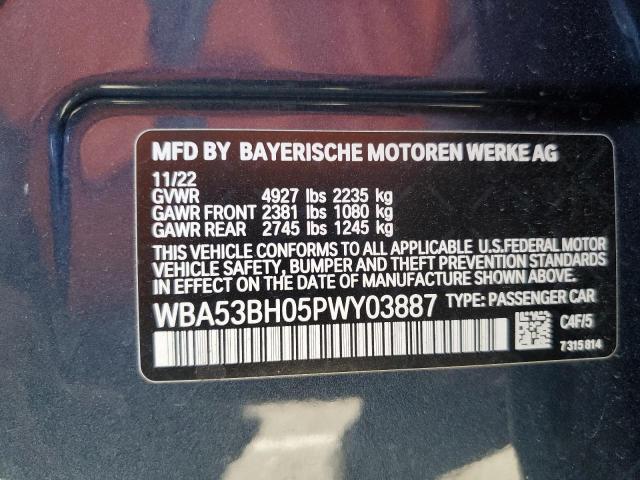 MFD BY BAYERISCHE MOTOREN WERKE AG
11/22
GVWR 4927 lbs 2235 kg
GAWR FRONT 2381 lbs 1080 kg
GAWR REAR 2745 lbs 1245 kg
THIS VEHICLE CONFORMS TO ALL APPLICABLE U.S.FEDERAL MOTOR
VEHICLE SAFETY, BUMPER AND THEFT PREVENTION STANDARDS
IN EFFECT ON THE DATE OF MANUFACTURE SHOWN ABOVE.
WBA53BH05PWY03887 TYPE: PASSENGER CAR
C4F/5
7315814